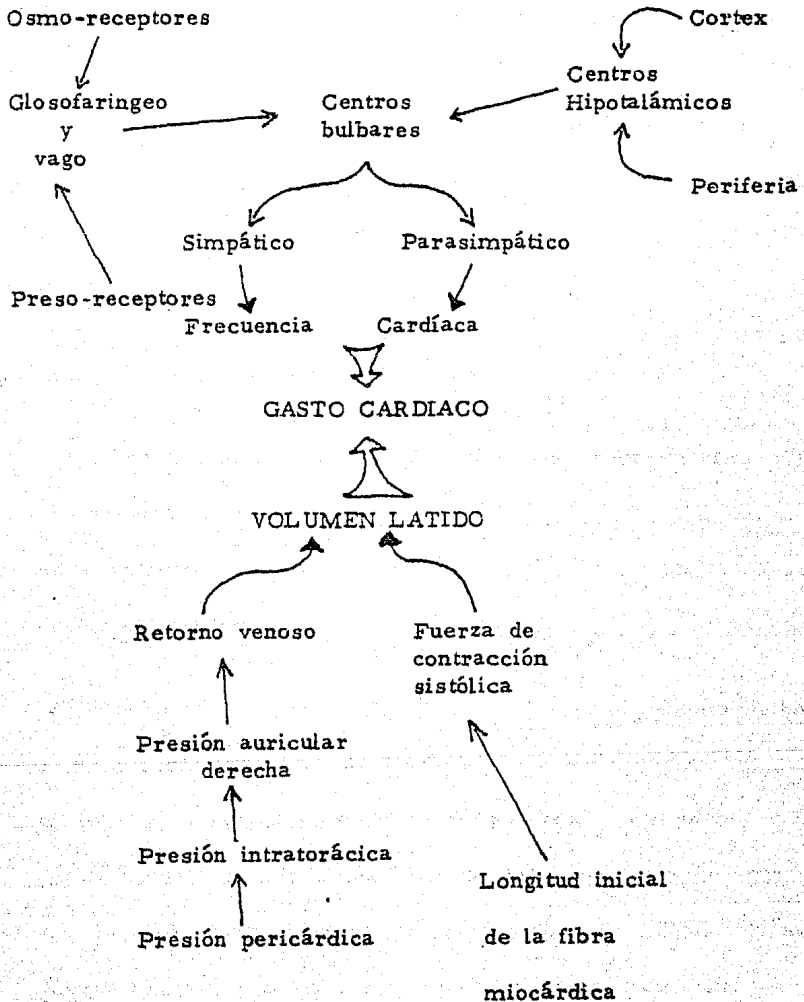 Osmo-receptores
Cortex
Glosofaringeo
y
vago
Centros
bulbares
Centros
Hipotalámicos
Periferia
Simpático
Parasimpático
Preso-receptores
Frecuencia
Cardíaca
GASTO CARDIACO
VOLUMEN LATIDO
Retorno venoso
Fuerza de
contracción
sistólica
Presión auricular
derecha
Presión intratorácica
Presión pericárdica
Longitud inicial
de la fibra
miocárdica